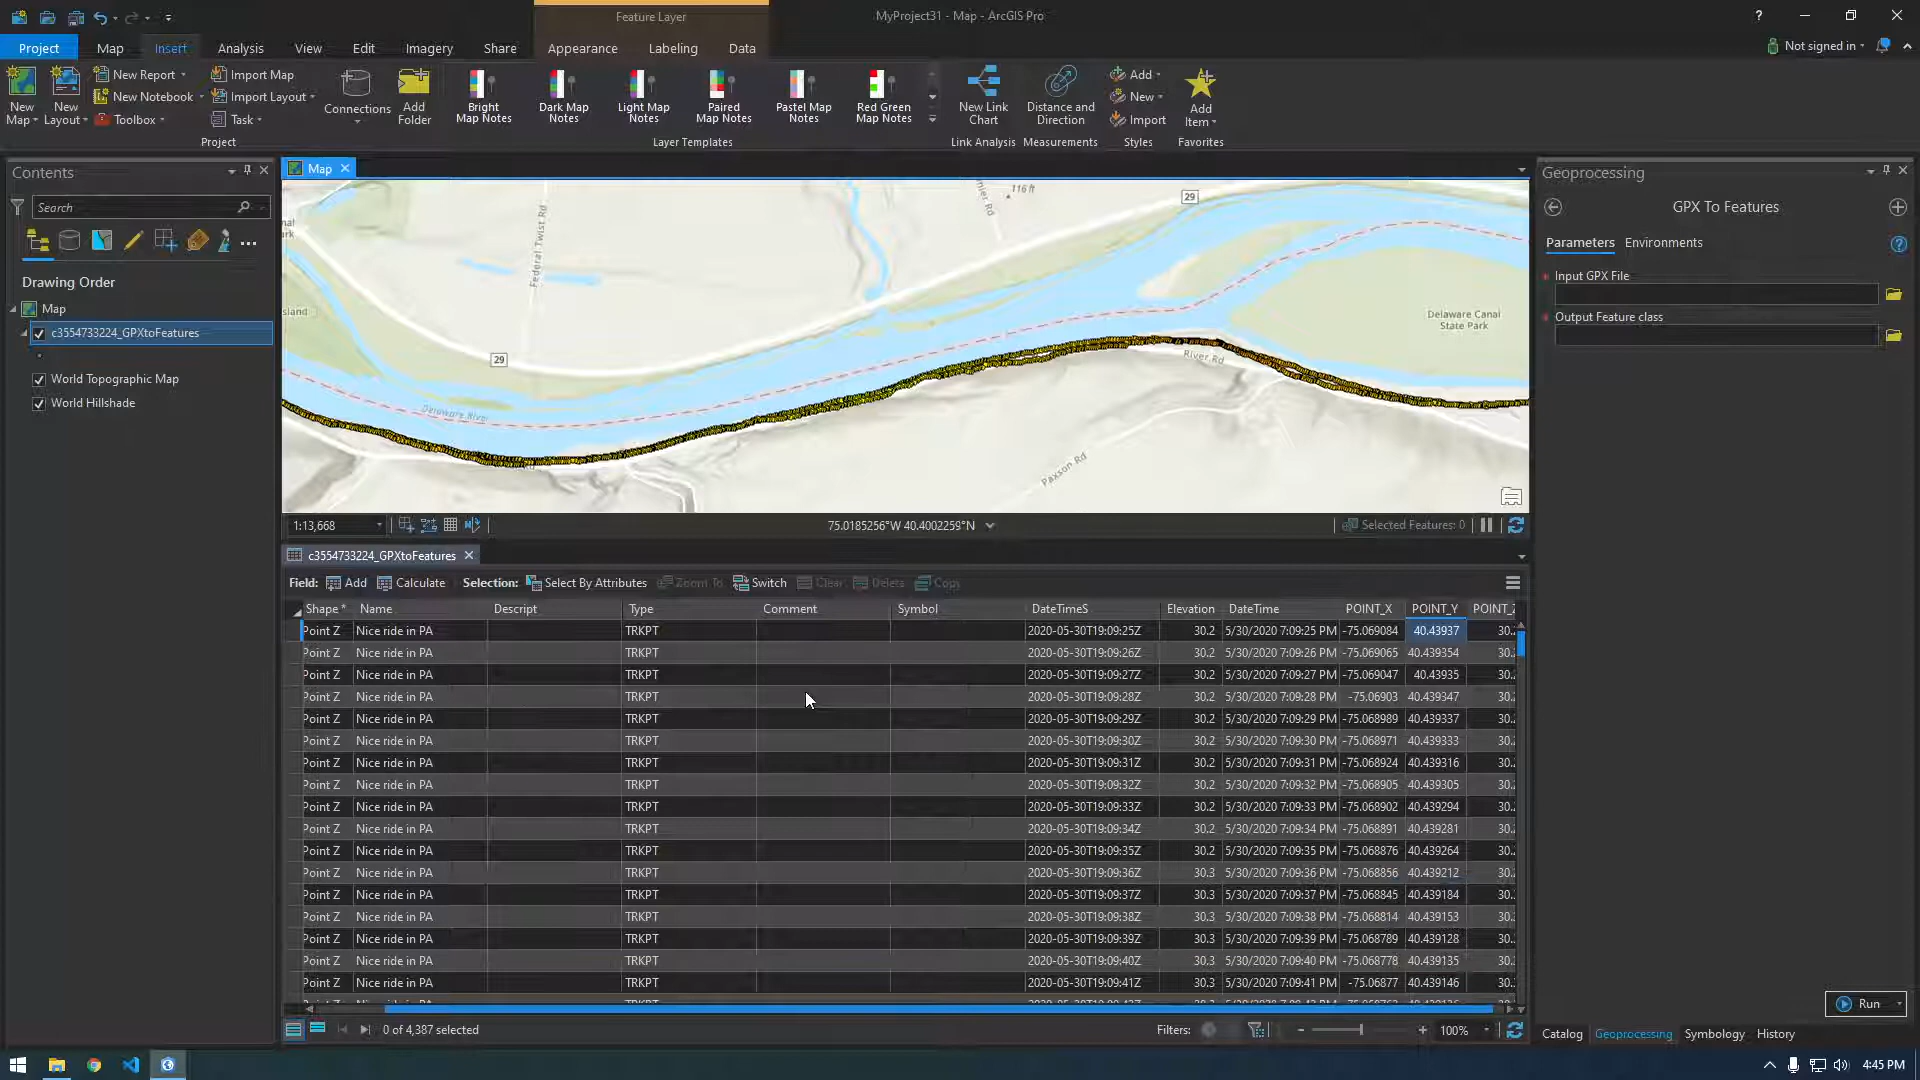 Feature Layer
MyProject31 - Map - ArcGIS Pro
?
Project Map Insert Analysis View Edit Imagery Share Appearance Labeling Data
Not signed in
New Map
New Layout
New Report
New Notebook
Toolbox
Import Map
Import Layout
Task
Connections
Add Folder
Bright Map Notes
Dark Map Notes
Light Map Notes
Paired Map Notes
Pastel Map Notes
Red Green Map Notes
New Link Chart
Distance and Direction
Add
New
Import
Add Item
Project
Layer Templates
Link Analysis
Measurements
Styles
Favorites
Contents
Search
Drawing Order
Map
c3554733224_GPXtoFeatures
World Topographic Map
World Hillshade
Map
116 ft
29
Federal Twist Rd
29
Delaware River
River Rd
Paxson Rd
Delaware Canal
State Park
1:13,668
75.0185256°W 40.4002259°N
Selected Features: 0
c3554733224_GPXtoFeatures
Field: Add Calculate Selection: Select By Attributes Zoom To Switch Clear Delete Copy
Shape * Name Descript Type Comment Symbol DateTimeS Elevation DateTime POINT_X POINT_Y POINT_Z
Point Z Nice ride in PA TRKPT 2020-05-30T19:09:25Z 30.2 5/30/2020 7:09:25 PM -75.069084 40.43937 30.2
Point Z Nice ride in PA TRKPT 2020-05-30T19:09:26Z 30.2 5/30/2020 7:09:26 PM -75.069065 40.439354 30.2
Point Z Nice ride in PA TRKPT 2020-05-30T19:09:27Z 30.2 5/30/2020 7:09:27 PM -75.069047 40.43935 30.2
Point Z Nice ride in PA TRKPT 2020-05-30T19:09:28Z 30.2 5/30/2020 7:09:28 PM -75.06903 40.439347 30.2
Point Z Nice ride in PA TRKPT 2020-05-30T19:09:29Z 30.2 5/30/2020 7:09:29 PM -75.068989 40.439337 30.2
Point Z Nice ride in PA TRKPT 2020-05-30T19:09:30Z 30.2 5/30/2020 7:09:30 PM -75.068971 40.439333 30.2
Point Z Nice ride in PA TRKPT 2020-05-30T19:09:31Z 30.2 5/30/2020 7:09:31 PM -75.068924 40.439316 30.2
Point Z Nice ride in PA TRKPT 2020-05-30T19:09:32Z 30.2 5/30/2020 7:09:32 PM -75.068905 40.439305 30.2
Point Z Nice ride in PA TRKPT 2020-05-30T19:09:33Z 30.2 5/30/2020 7:09:33 PM -75.068902 40.439294 30.2
Point Z Nice ride in PA TRKPT 2020-05-30T19:09:34Z 30.2 5/30/2020 7:09:34 PM -75.068891 40.439281 30.2
Point Z Nice ride in PA TRKPT 2020-05-30T19:09:35Z 30.2 5/30/2020 7:09:35 PM -75.068876 40.439264 30.2
Point Z Nice ride in PA TRKPT 2020-05-30T19:09:36Z 30.3 5/30/2020 7:09:36 PM -75.068856 40.439212 30.
Point Z Nice ride in PA TRKPT 2020-05-30T19:09:37Z 30.3 5/30/2020 7:09:37 PM -75.068845 40.439184 30.
Point Z Nice ride in PA TRKPT 2020-05-30T19:09:38Z 30.3 5/30/2020 7:09:38 PM -75.068814 40.439153 30.
Point Z Nice ride in PA TRKPT 2020-05-30T19:09:39Z 30.3 5/30/2020 7:09:39 PM -75.068789 40.439128 30.
Point Z Nice ride in PA TRKPT 2020-05-30T19:09:40Z 30.3 5/30/2020 7:09:40 PM -75.068778 40.439135 30.
Point Z Nice ride in PA TRKPT 2020-05-30T19:09:41Z 30.3 5/30/2020 7:09:41 PM -75.06877 40.439146 30.
0 of 4,387 selected
Filters:
100%
Geoprocessing
GPX To Features
Parameters Environments
* Input GPX File
* Output Feature class
Run
Catalog Geoprocessing Symbology History
4:45 PM